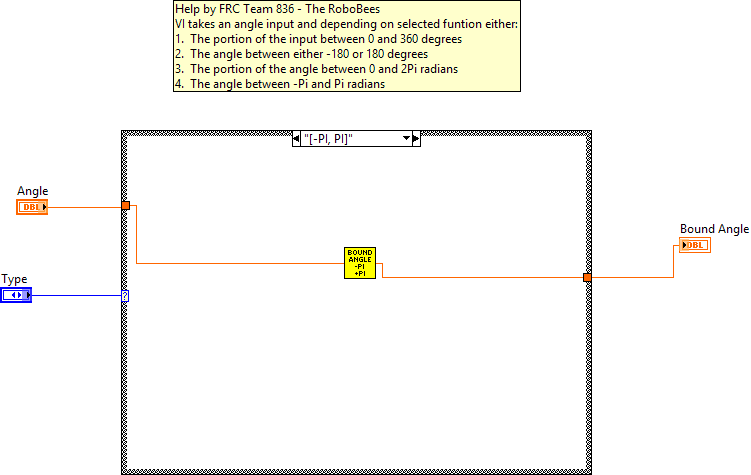 Help by FRC Team 836 - The RoboBees
VI takes an angle input and depending on selected funtion either:
1. The portion of the input between 0 and 360 degrees
2. The angle between either -180 or 180 degrees
3. The portion of the angle between 0 and 2Pi radians
4. The angle between -Pi and Pi radians
"[-PI, PI]"
Angle
DBL
Bound Angle
DBL
BOUND
ANGLE
-PI
+PI
Type
?